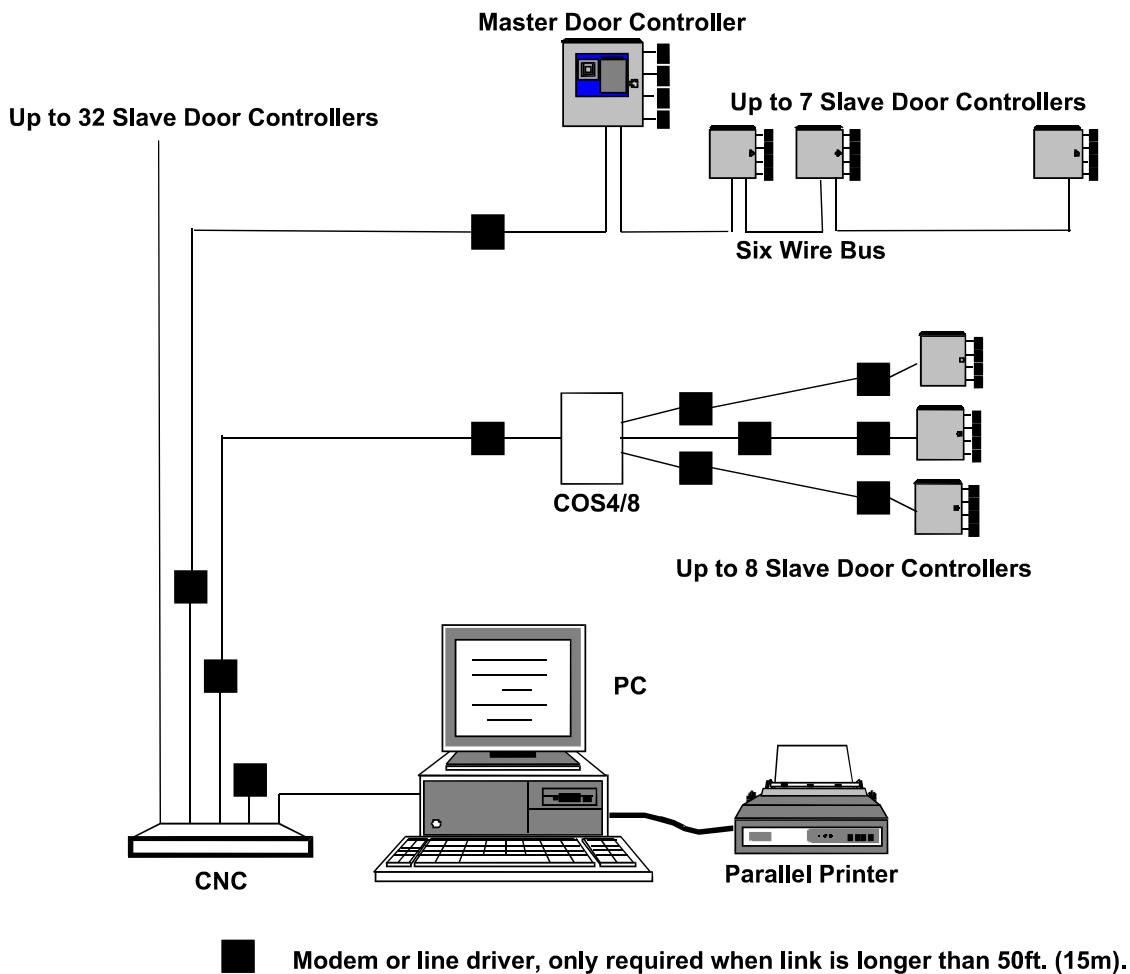 Master Door Controller
Up to 32 Slave Door Controllers
Up to 7 Slave Door Controllers
Six Wire Bus
COS4/8
Up to 8 Slave Door Controllers
PC
CNC
Parallel Printer
Modem or line driver, only required when link is longer than 50ft. (15m).